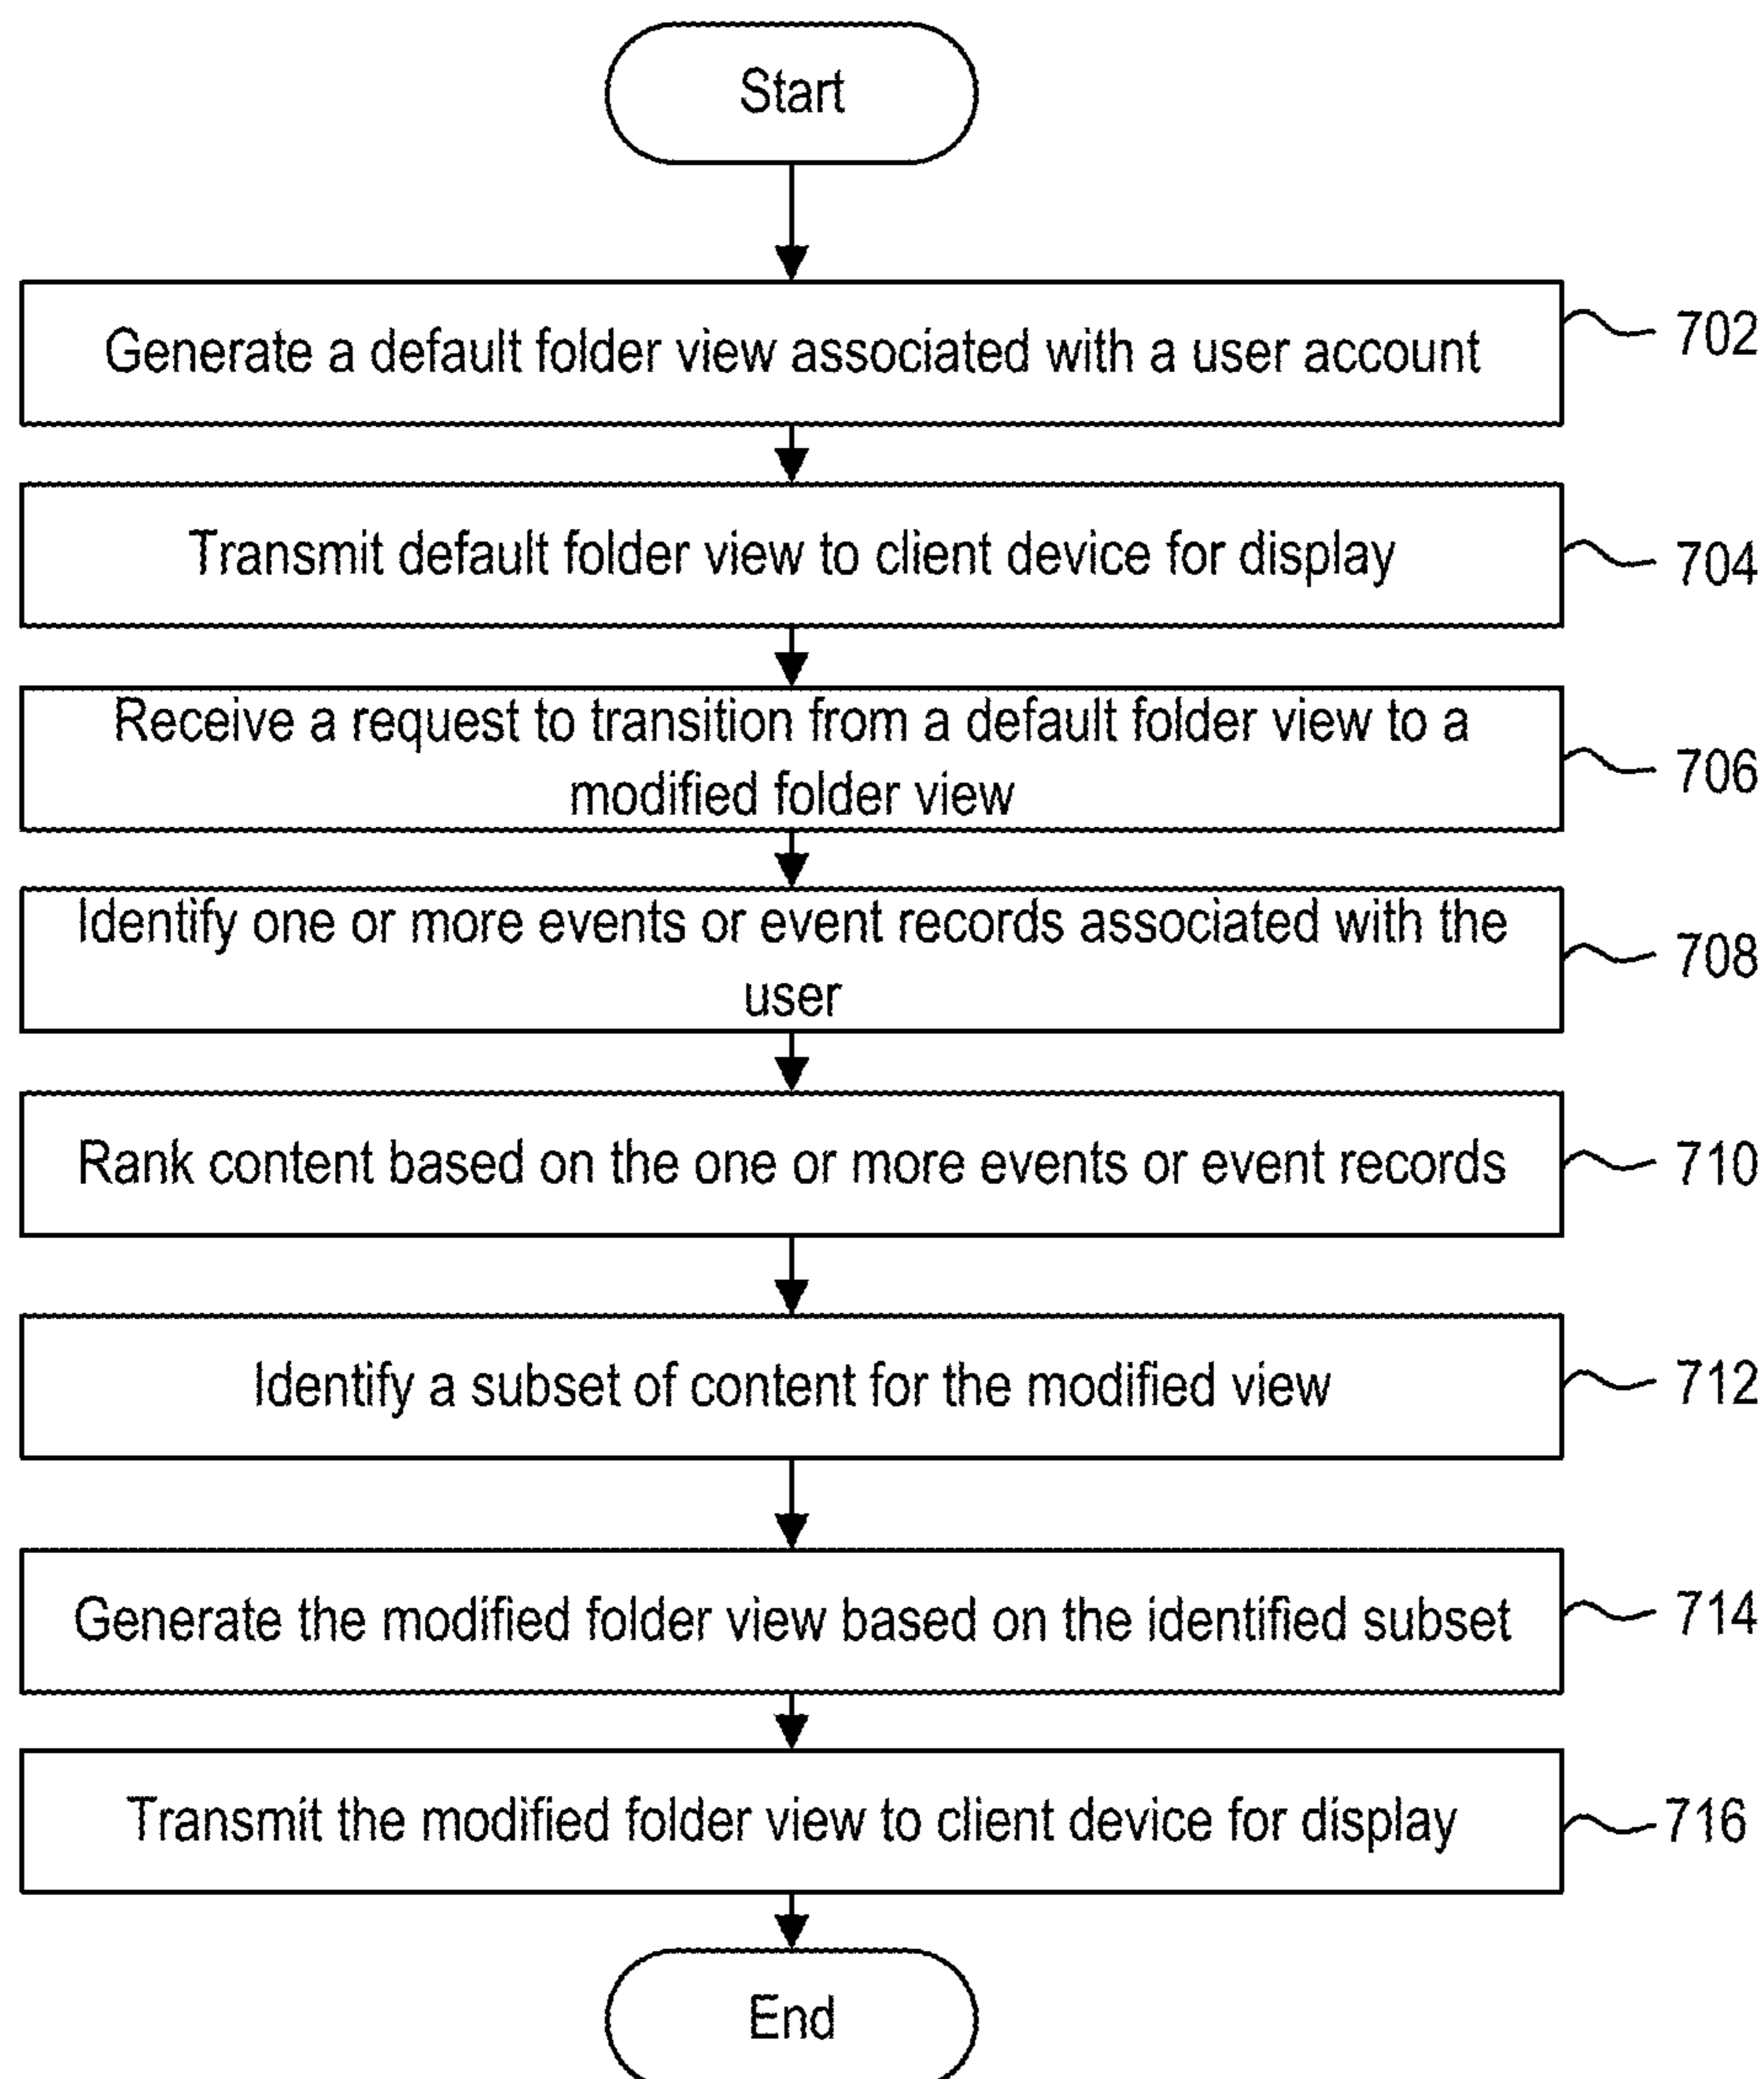 Start
Generate a default folder view associated with a user account
702
Transmit default folder view to client device for display
704
Receive a request to transition from a default folder view to a
modified folder view
706
Identify one or more events or event records associated with the
user
708
Rank content based on the one or more events or event records
710
Identify a subset of content for the modified view
712
Generate the modified folder view based on the identified subset
714
Transmit the modified folder view to client device for display
716
End